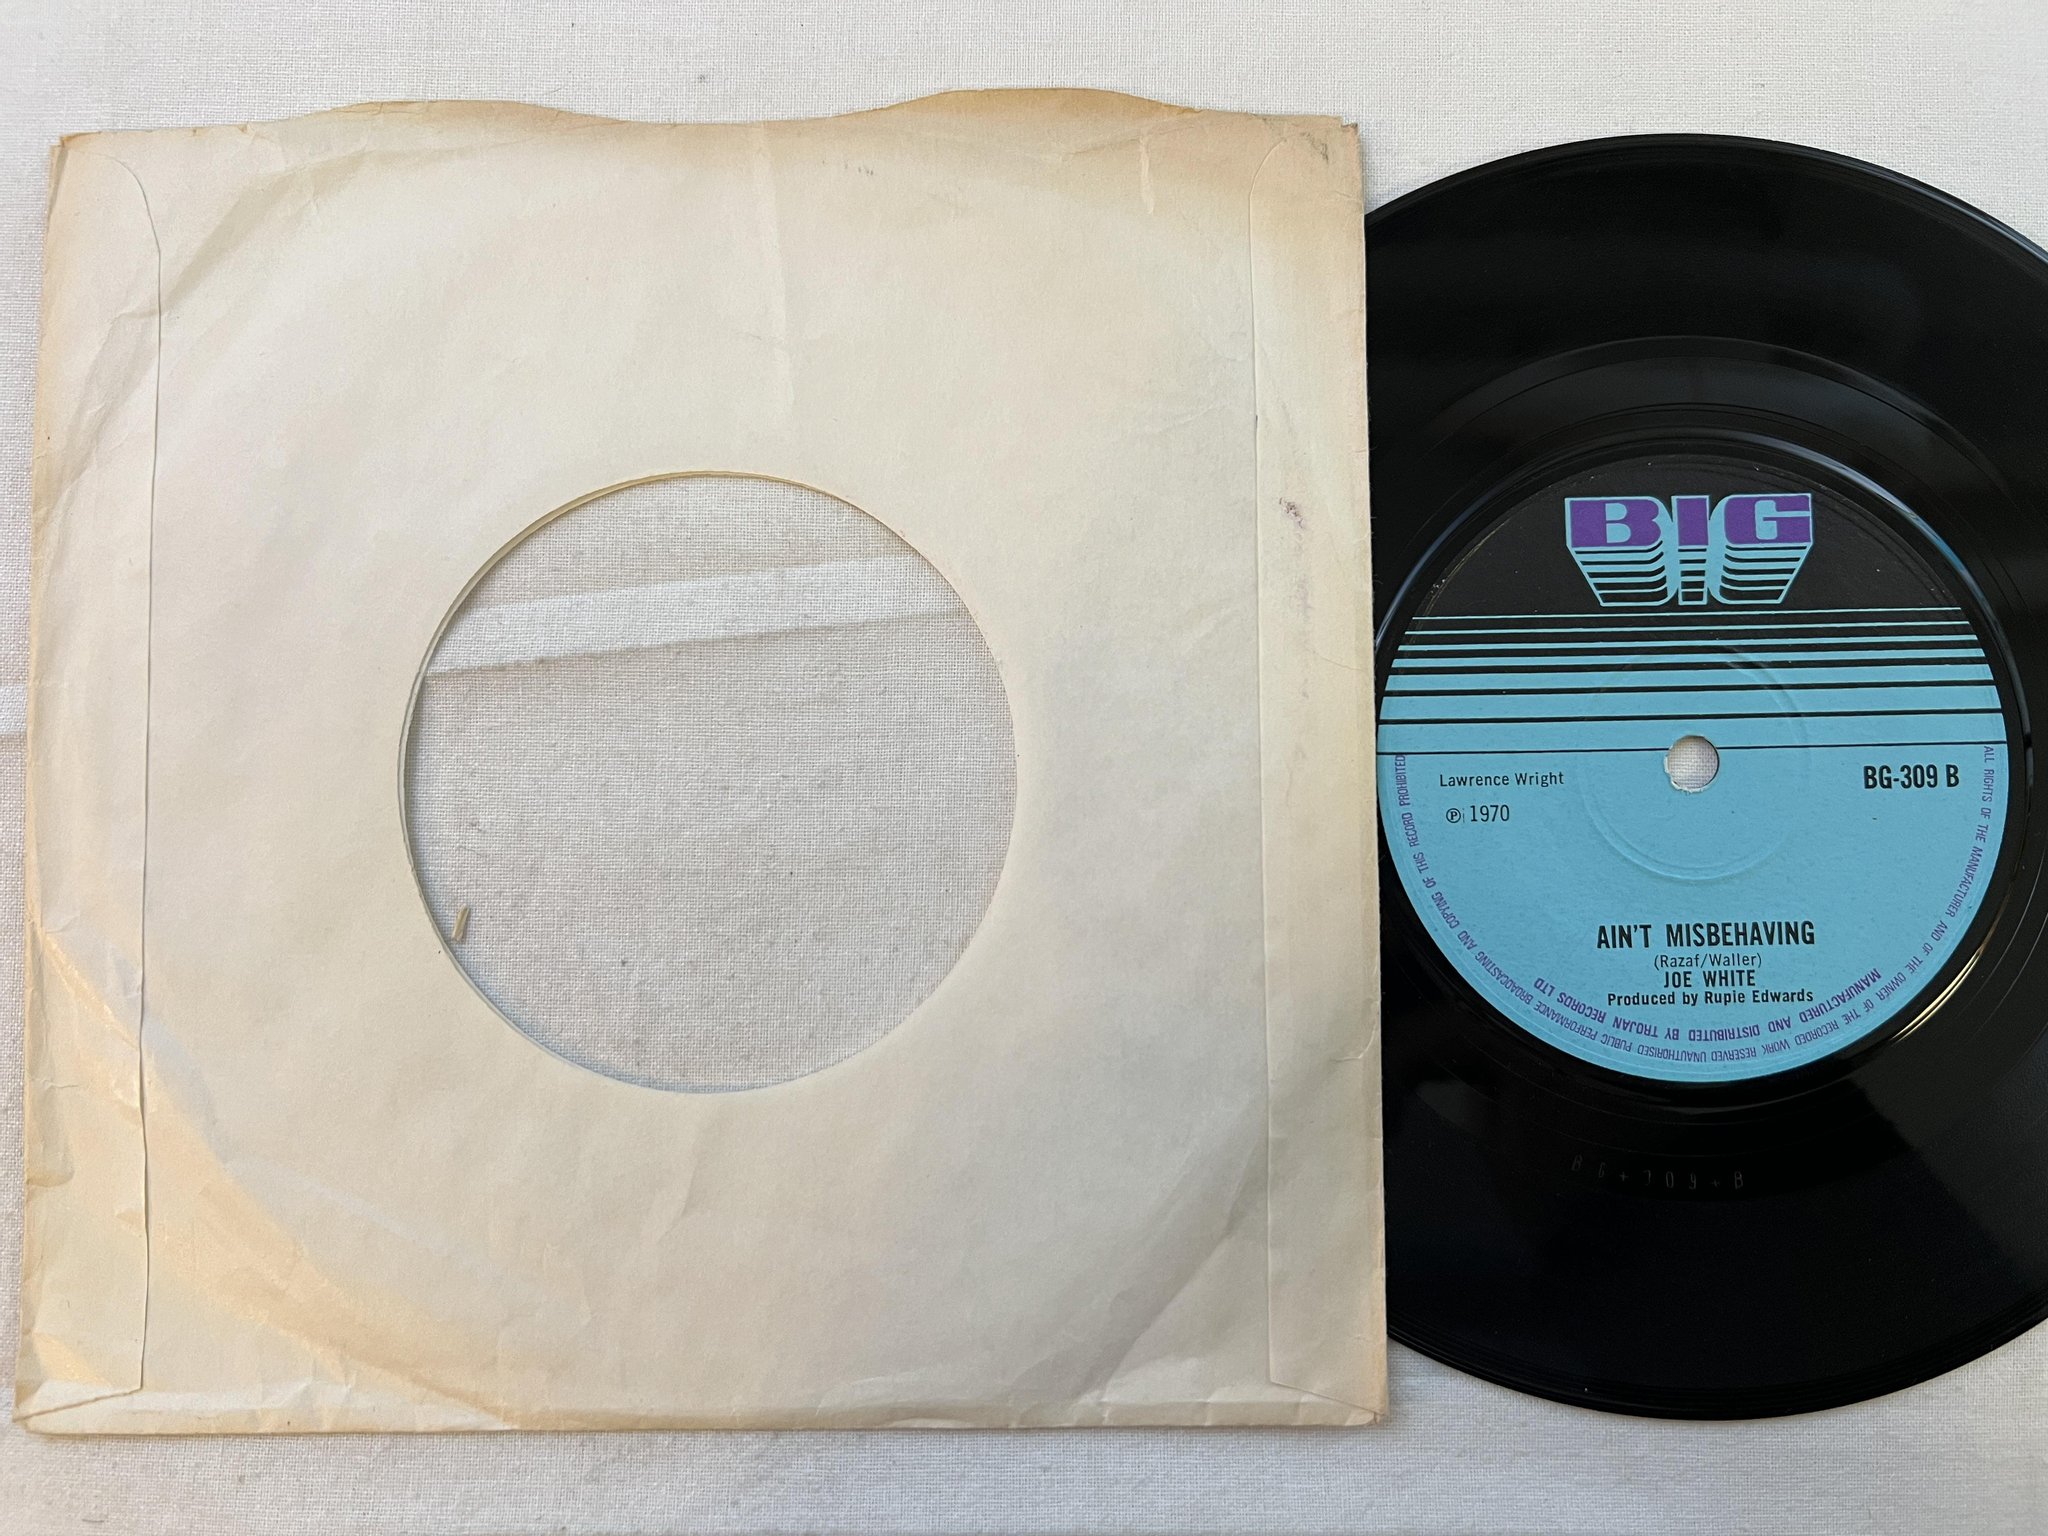 BIG
Lawrence Wright
BG-309 B
Ⓟ 1970
AIN'T MISBEHAVING
(Razaf/Waller)
JOE WHITE
Produced by Rupie Edwards
MANUFACTURED AND DISTRIBUTED BY TROJAN RECORDS LTD
ALL RIGHTS OF THE MANUFACTURER AND OF THE OWNER OF THE RECORDED WORK RESERVED UNAUTHORISED PUBLIC PERFORMANCE BROADCASTING AND COPYING OF THIS RECORD PROHIBITED